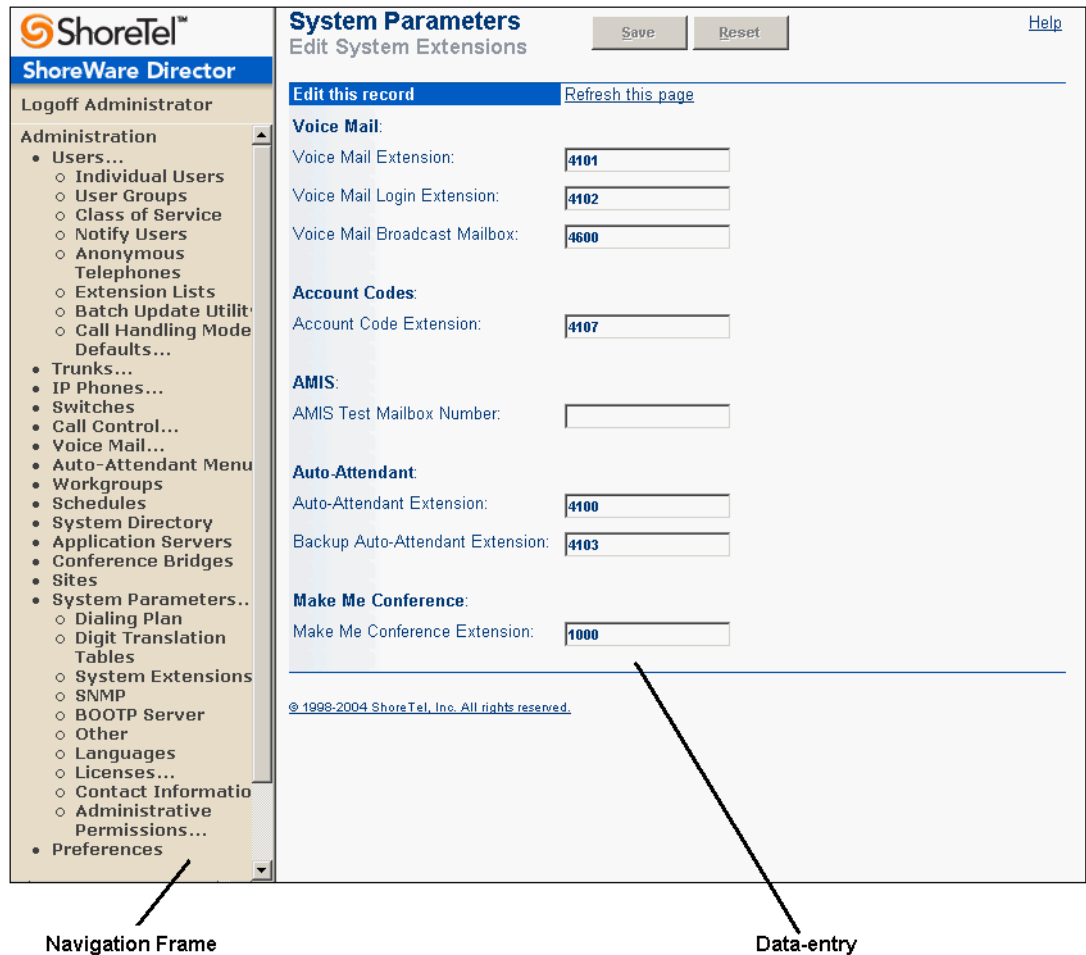 ShoreTel™
ShoreWare Director
Logoff Administrator
Administration
• Users...
○ Individual Users
○ User Groups
○ Class of Service
○ Notify Users
○ Anonymous
Telephones
○ Extension Lists
○ Batch Update Utilit
○ Call Handling Mode
Defaults...
• Trunks...
• IP Phones...
• Switches
• Call Control...
• Voice Mail...
• Auto-Attendant Menu
• Workgroups
• Schedules
• System Directory
• Application Servers
• Conference Bridges
• Sites
• System Parameters..
○ Dialing Plan
○ Digit Translation
Tables
○ System Extensions
○ SNMP
○ BOOTP Server
○ Other
○ Languages
○ Licenses...
○ Contact Informatio
○ Administrative
Permissions...
• Preferences
System Parameters
Edit System Extensions
Save Reset
Help
Edit this record Refresh this page
Voice Mail:
Voice Mail Extension: 4101
Voice Mail Login Extension: 4102
Voice Mail Broadcast Mailbox: 4600
Account Codes:
Account Code Extension: 4107
AMIS:
AMIS Test Mailbox Number:
Auto-Attendant:
Auto-Attendant Extension: 4100
Backup Auto-Attendant Extension: 4103
Make Me Conference:
Make Me Conference Extension: 1000
© 1998-2004 ShoreTel, Inc. All rights reserved.
Navigation Frame
Data-entry